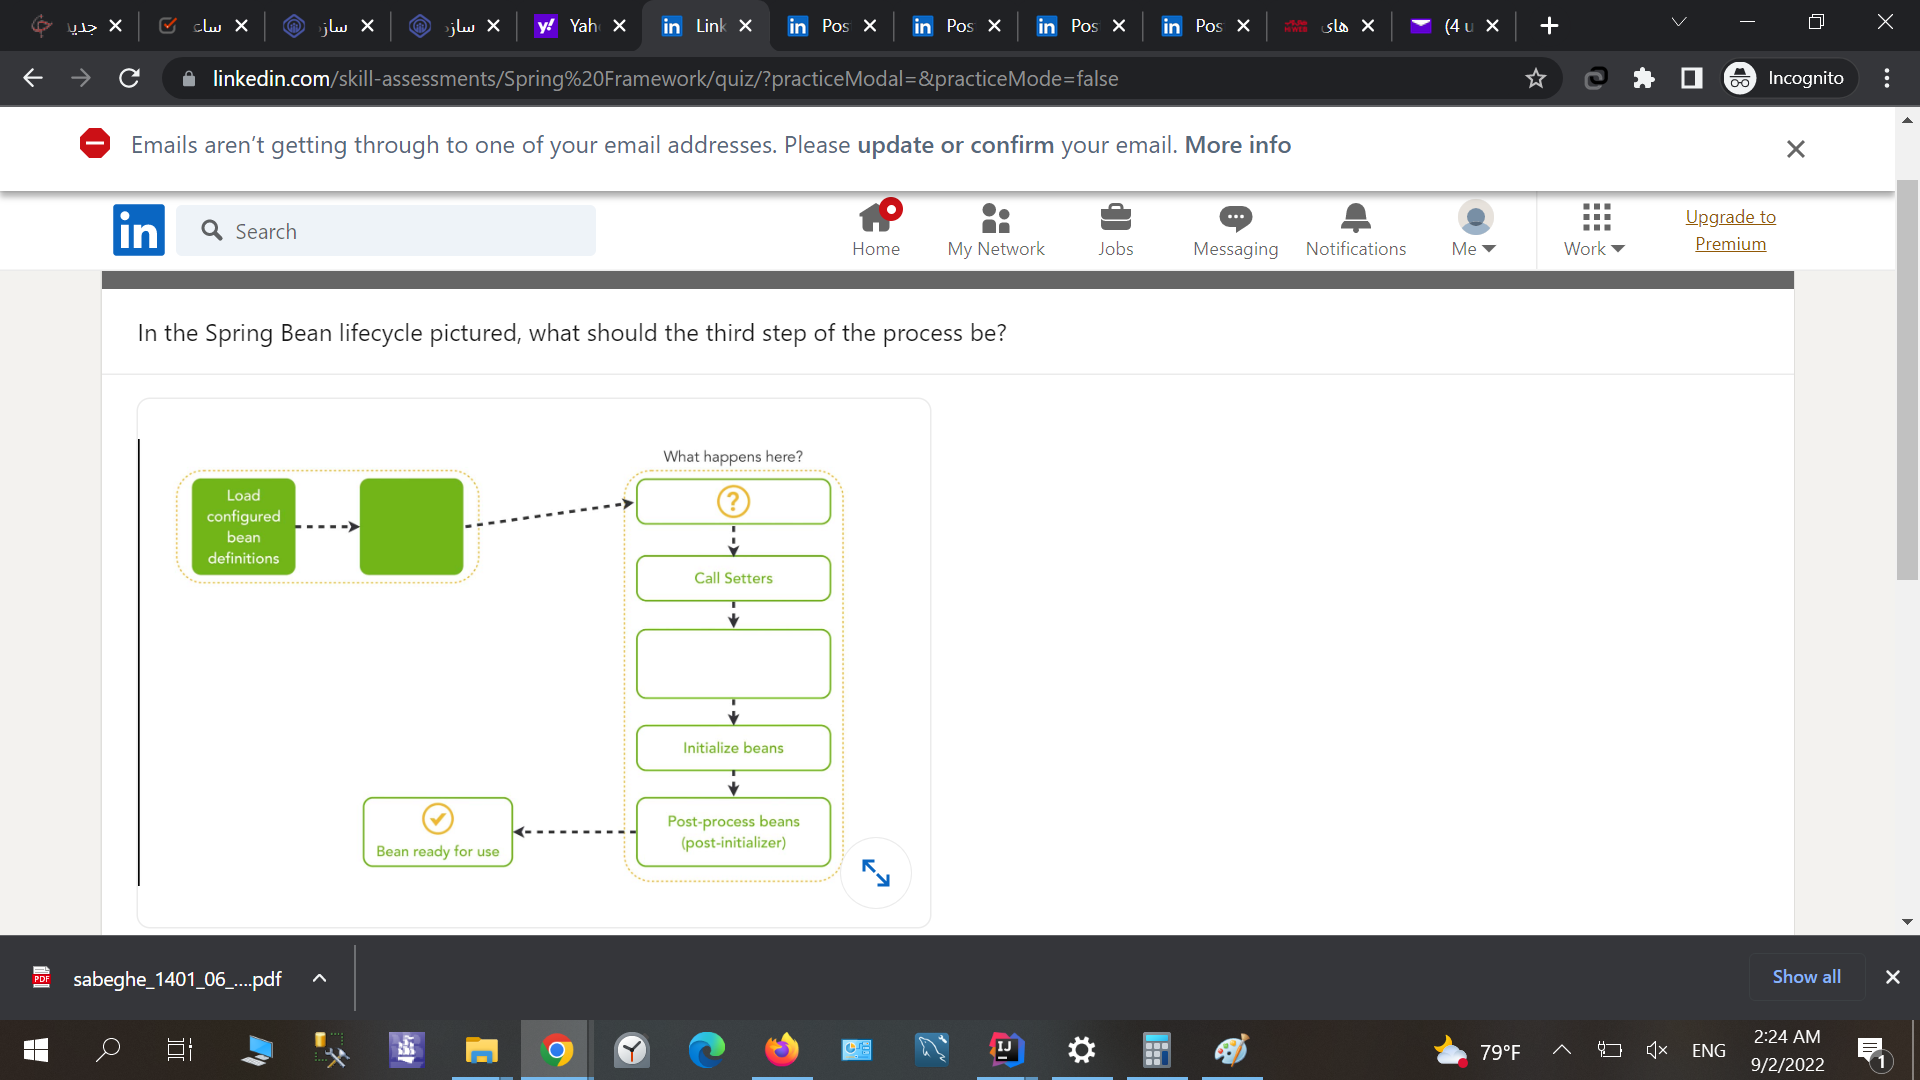 جدید
ساء
ساز
ساز
Yah
Link
Pos
Pos
Pos
Pos
های
(4 u
linkedin.com/skill-assessments/Spring%20Framework/quiz/?practiceModal=&practiceMode=false
Incognito
Emails aren’t getting through to one of your email addresses. Please update or confirm your email. More info
in
Search
Home
My Network
Jobs
Messaging
Notifications
Me
Work
Upgrade to
Premium
In the Spring Bean lifecycle pictured, what should the third step of the process be?
What happens here?
Load
configured
bean
definitions
?
Call Setters
Initialize beans
Post-process beans
(post-initializer)
Bean ready for use
PDF
sabeghe_1401_06_....pdf
Show all
79°F
ENG
2:24 AM
9/2/2022
1